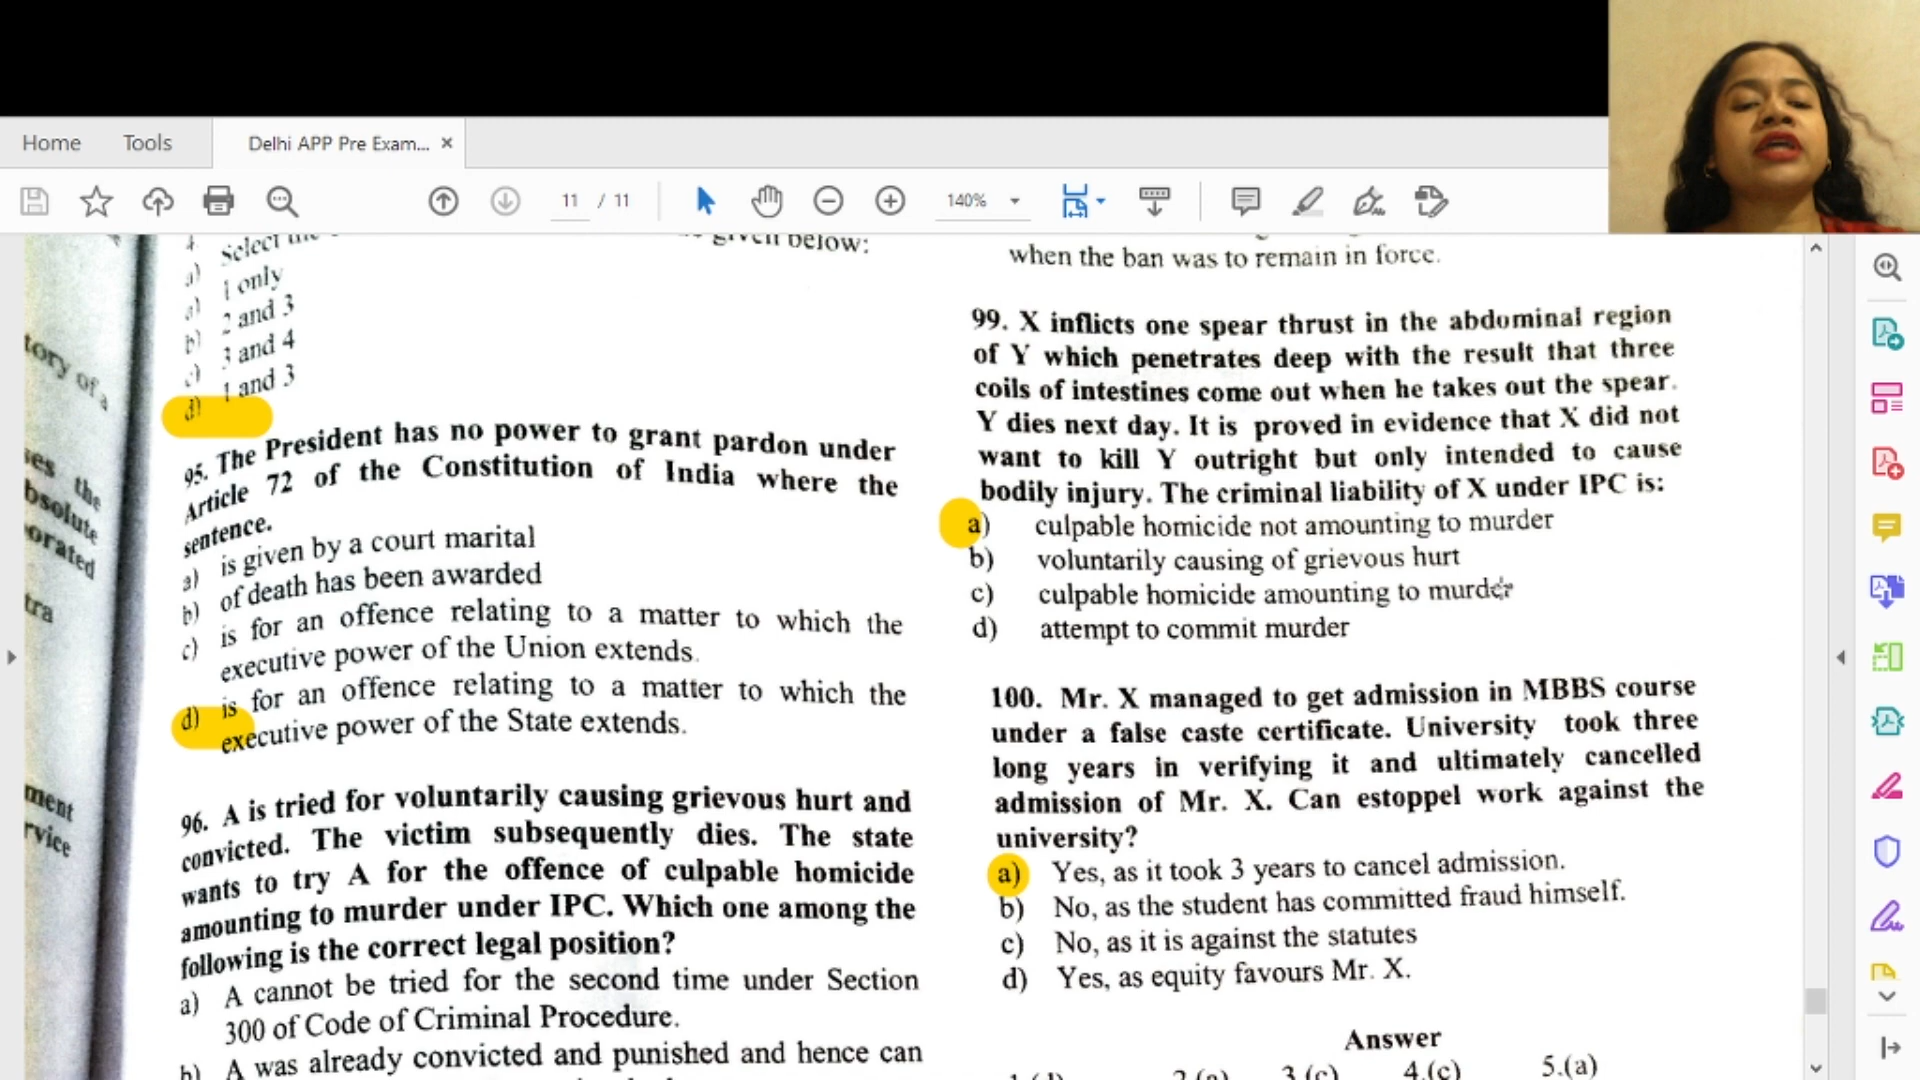 Home
Tools
Delhi APP Pre Exam...
11 / 11
140%
given below:
a) 1 only
b) 2 and 3
c) 3 and 4
d) 1 and 3
95. The President has no power to grant pardon under
Article 72 of the Constitution of India where the
sentence.
a) is given by a court marital
b) of death has been awarded
c) is for an offence relating to a matter to which the
executive power of the Union extends.
d) is for an offence relating to a matter to which the
executive power of the State extends.
96. A is tried for voluntarily causing grievous hurt and
convicted. The victim subsequently dies. The state
wants to try A for the offence of culpable homicide
amounting to murder under IPC. Which one among the
following is the correct legal position?
a) A cannot be tried for the second time under Section
300 of Code of Criminal Procedure.
b) A was already convicted and punished and hence can
when the ban was to remain in force.
99. X inflicts one spear thrust in the abdominal region
of Y which penetrates deep with the result that three
coils of intestines come out when he takes out the spear.
Y dies next day. It is proved in evidence that X did not
want to kill Y outright but only intended to cause
bodily injury. The criminal liability of X under IPC is:
a) culpable homicide not amounting to murder
b) voluntarily causing of grievous hurt
c) culpable homicide amounting to murder
d) attempt to commit murder
100. Mr. X managed to get admission in MBBS course
under a false caste certificate. University took three
long years in verifying it and ultimately cancelled
admission of Mr. X. Can estoppel work against the
university?
a) Yes, as it took 3 years to cancel admission.
b) No, as the student has committed fraud himself.
c) No, as it is against the statutes
d) Yes, as equity favours Mr. X.
Answer
3.(c) 4.(c) 5.(a)